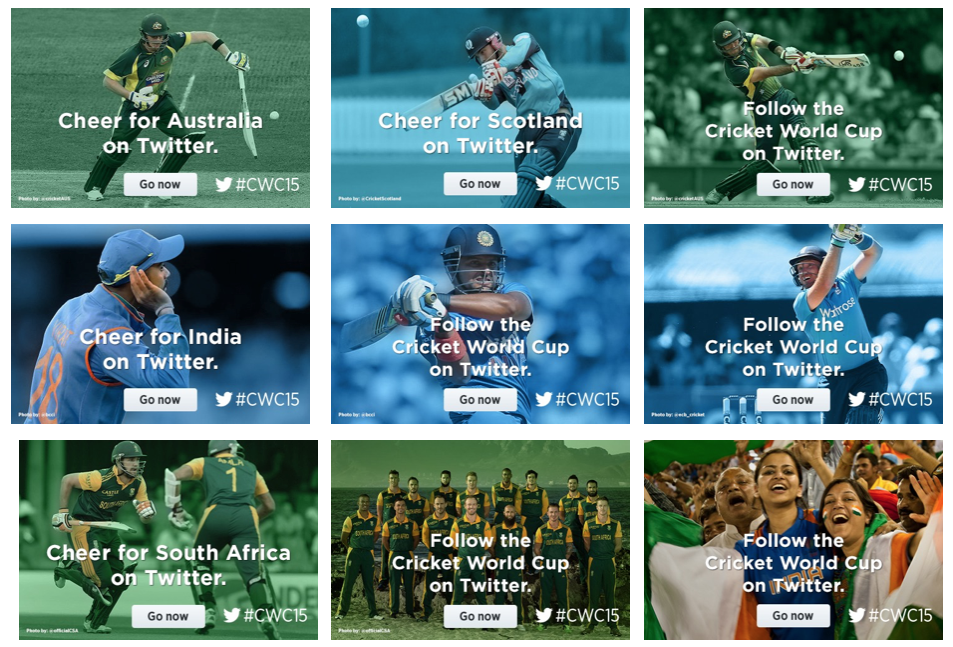 Cheer for Australia
on Twitter.
Go now
#CWC15
Photo by: @cricketAUS
Cheer for Scotland
on Twitter.
Go now
#CWC15
Photo by: @CricketScotland
SM
Follow the
Cricket World Cup
on Twitter.
Go now
#CWC15
Photo by: @cricketAUS
Cheer for India
on Twitter.
Go now
#CWC15
Photo by: @bcci
18
Follow the
Cricket World Cup
on Twitter.
Go now
#CWC15
Photo by: @bcci
Waitrose
Follow the
Cricket World Cup
on Twitter.
Go now
#CWC15
Photo by: @ecb_cricket
1
Cheer for South Africa
on Twitter.
Go now
#CWC15
Photo by: @officialCSA
Follow the
Cricket World Cup
on Twitter.
Go now
#CWC15
Photo by: @officialCSA
Follow the
Cricket World Cup
on Twitter.
INDIA
Go now
#CWC15